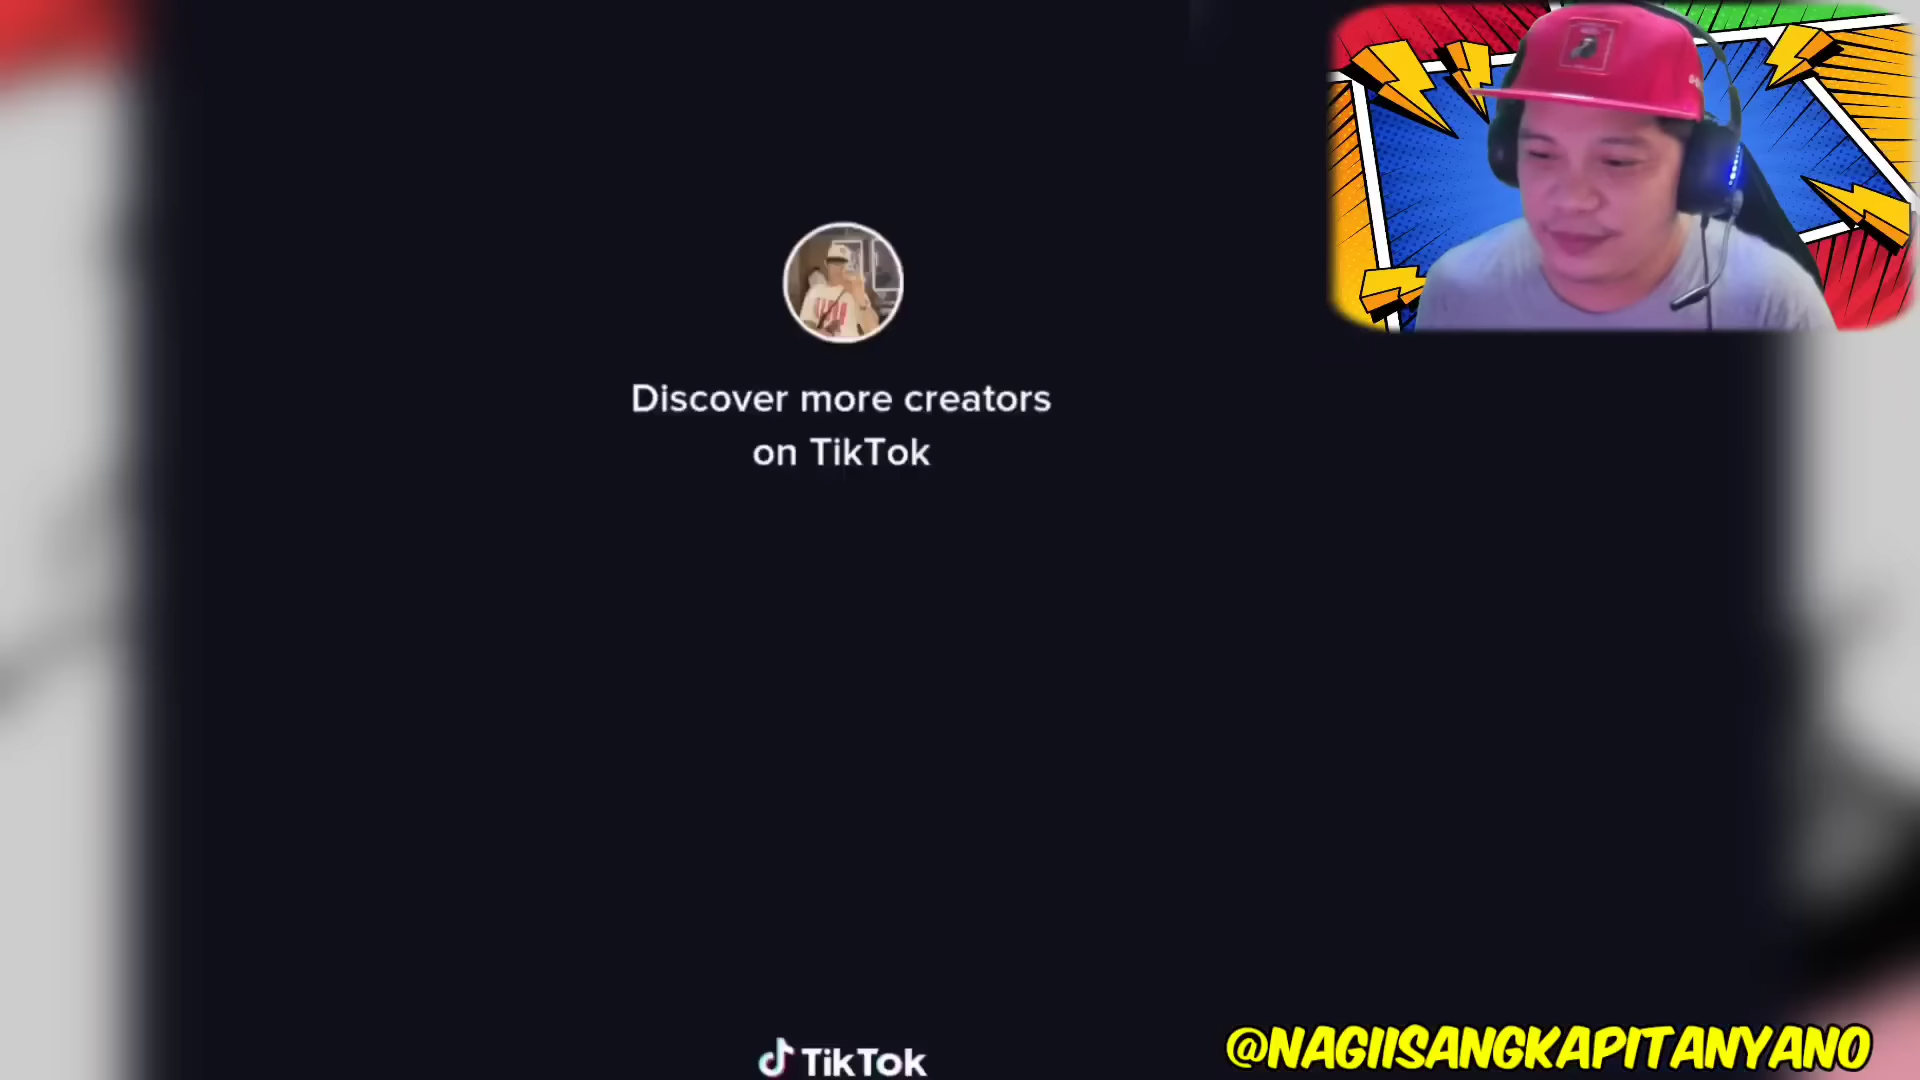 Discover more creators
on TikTok
TikTok
@NAGIISANGKAPITANYANO